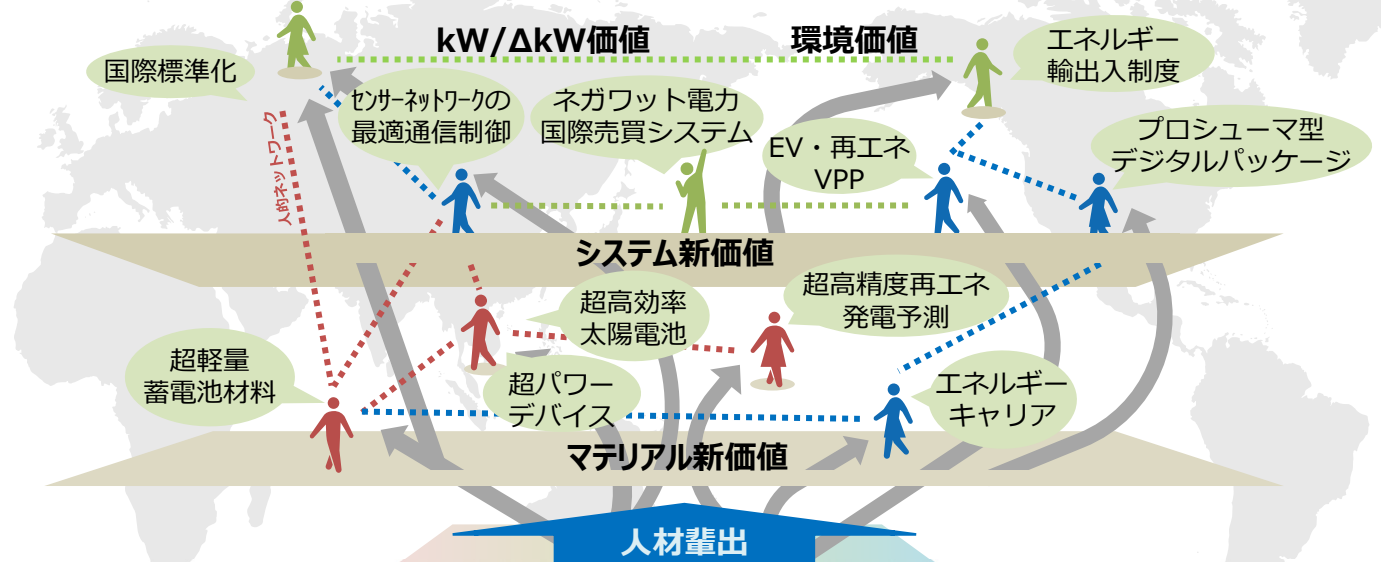 kW/ΔkW価値
環境価値
国際標準化
エネルギー
輸出入制度
センサーネットワークの
最適通信制御
ネガワット電力
国際売買システム
EV・再エネ
VPP
プロシューマ型
デジタルパッケージ
人的ネットワーク
システム新価値
超高効率
太陽電池
超高精度再エネ
発電予測
超軽量
蓄電池材料
超パワー
デバイス
エネルギー
キャリア
マテリアル新価値
人材輩出